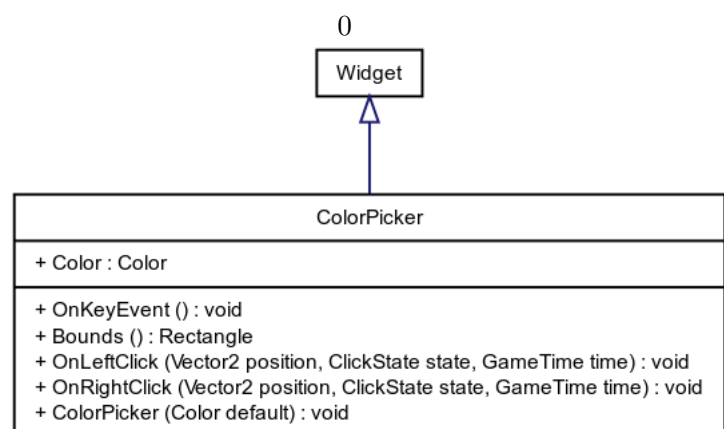 0
Widget
ColorPicker
+ Color : Color
+ OnKeyEvent () : void
+ Bounds () : Rectangle
+ OnLeftClick (Vector2 position, ClickState state, GameTime time) : void
+ OnRightClick (Vector2 position, ClickState state, GameTime time) : void
+ ColorPicker (Color default) : void